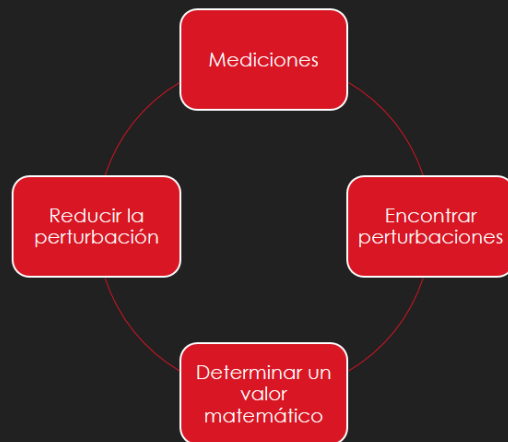 Mediciones
Encontrar
perturbaciones
Determinar un
valor
matemático
Reducir la
perturbación